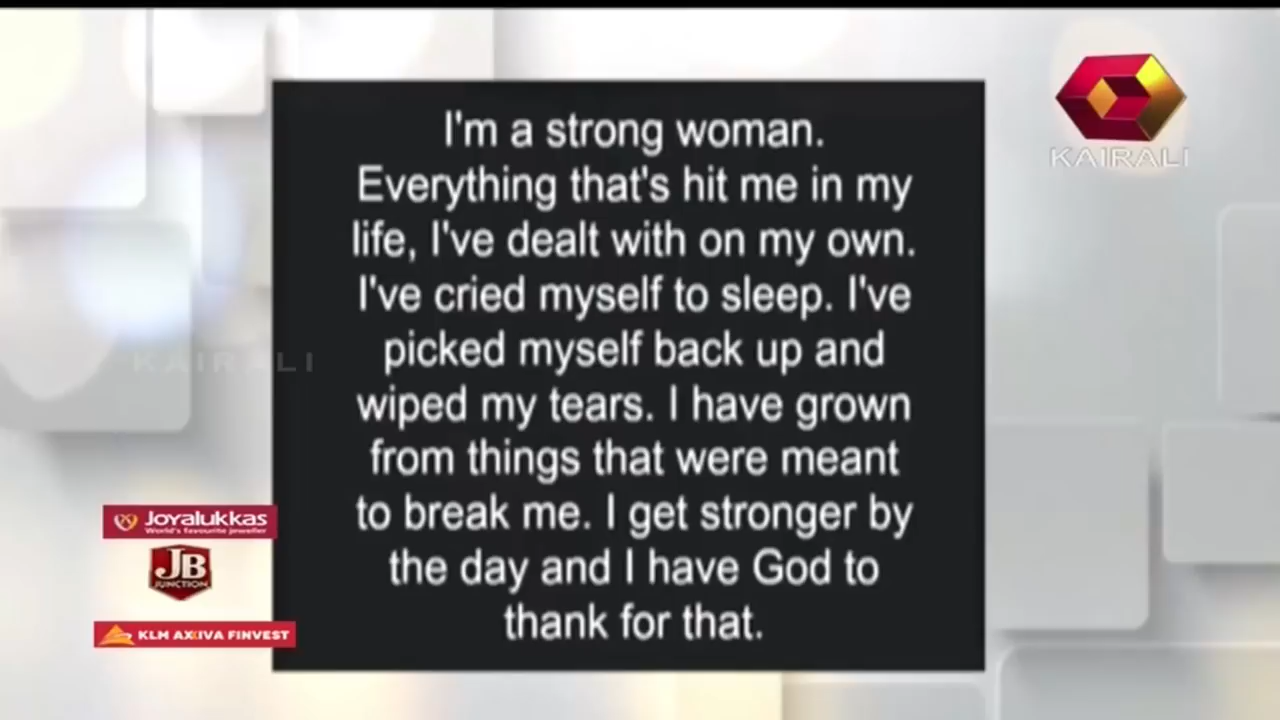 KAIRALI
I'm a strong woman.
Everything that's hit me in my
life, I've dealt with on my own.
I've cried myself to sleep. I've
picked myself back up and
wiped my tears. I have grown
from things that were meant
to break me. I get stronger by
the day and I have God to
thank for that.
KAIRALI
Joyalukkas
World's favourite jeweller
JB
JUNCTION
KLM AXIVA FINVEST